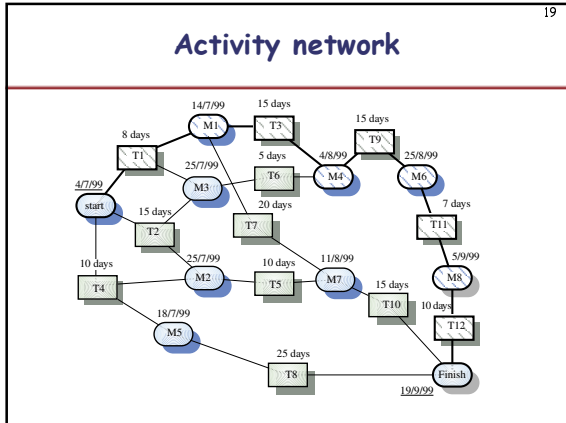 19
Activity network
14/7/99
15 days
15 days
M1
T3
T9
8 days
4/8/99
25/8/99
T1
25/7/99
5 days
M3
T6
M4
M6
4/7/99
start
15 days
20 days
7 days
T2
T7
T11
25/7/99
11/8/99
5/9/99
10 days
10 days
M2
T5
M7
15 days
M8
T4
T10
10 days
18/7/99
M5
T12
25 days
T8
Finish
19/9/99